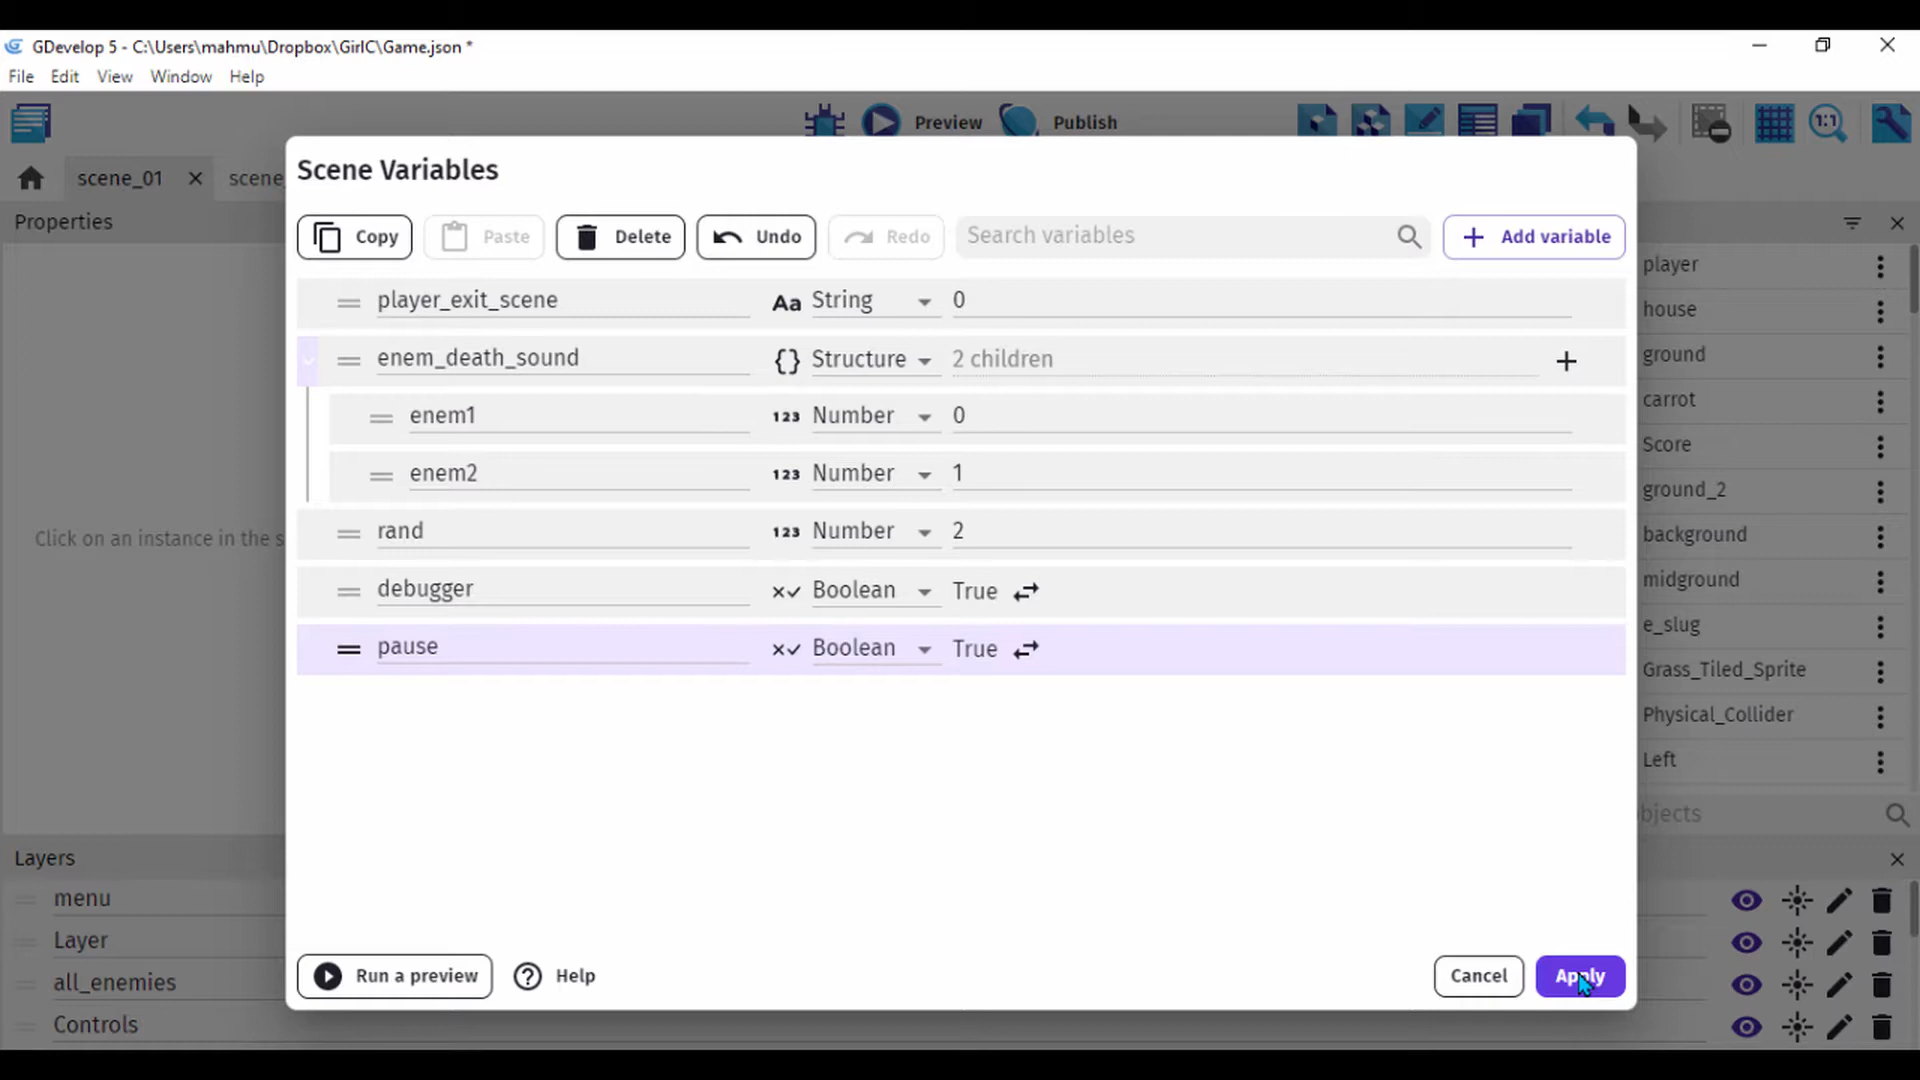 GDevelop 5 - C:\Users\mahmu\Dropbox\GirlC\Game.json *
File Edit View Window Help
Preview Publish 1:1
scene_01 scene_
Properties
Click on an instance in the s
Scene Variables
Copy Paste Delete Undo Redo Search variables Add variable
player_exit_scene Aa String 0
enem_death_sound {} Structure 2 children
enem1 123 Number 0
enem2 123 Number 1
rand 123 Number 2
debugger Boolean True
pause Boolean True
Run a preview Help Cancel Apply
player
house
ground
carrot
Score
ground_2
background
midground
e_slug
Grass_Tiled_Sprite
Physical_Collider
Left
bjects
Layers
menu
Layer
all_enemies
Controls